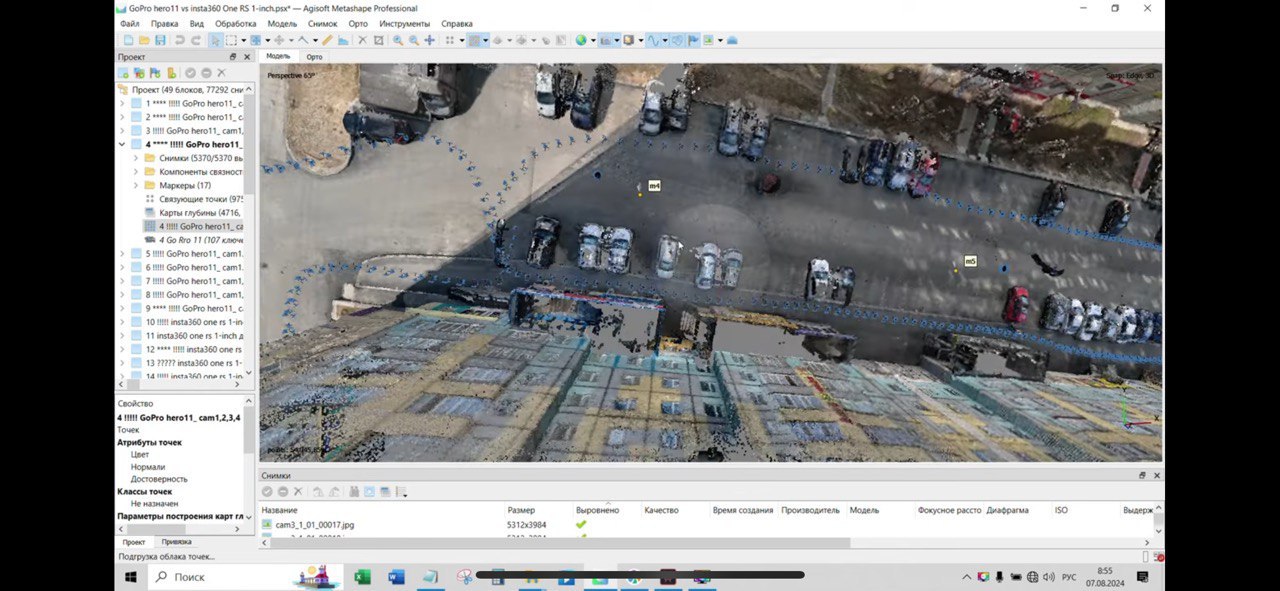 GoPro hero11 vs insta360 One RS 1-inch.psx* — Agisoft Metashape Professional
Файл Правка Вид Обработка Модель Снимок Орто Инструменты Справка
Проект
Модель Орто
Perspective 65°
Snap: Edge, 3D
Проект (49 блоков, 77292 сни
1 **** !!!!! GoPro hero11_ ca
2 **** !!!!! GoPro hero11_ ca
3 !!!!! GoPro hero11_ cam1,
4 **** !!!!! GoPro hero11_
Снимки (5370/5370 вы
Компоненты связност
Маркеры (17)
Связующие точки (975
Карты глубины (4716,
4 !!!!! GoPro hero11_ ca
4 Go Rro 11 (107 ключе
5 !!!!! GoPro hero11_ cam1.
6 !!!!! GoPro hero11_ cam1,
7 !!!!! GoPro hero11_ cam1,
8 !!!!! GoPro hero11_ cam1,
9 **** !!!!! GoPro hero11_
10 !!!!! insta360 one rs 1-in
11 insta360 one rs 1-inch д
12 **** !!!!! insta360 one rs
13 ????? insta360 one rs 1-
14 !!!!! insta360 one rs 1-in
m4
m5
Свойство
4 !!!!! GoPro hero11_ cam1,2,3,4
Точек
Атрибуты точек
Цвет
Нормали
Достоверность
Классы точек
Не назначен
Параметры построения карт гл
Проект Привязка
Снимки
Название Размер Выровнено Качество Время создания Производитель Модель Фокусное рассто Диафрагма ISO Выдерж
cam3_1_01_00017.jpg 5312x3984
Подгрузка облака точек...
Поиск
РУС
8:55
07.08.2024